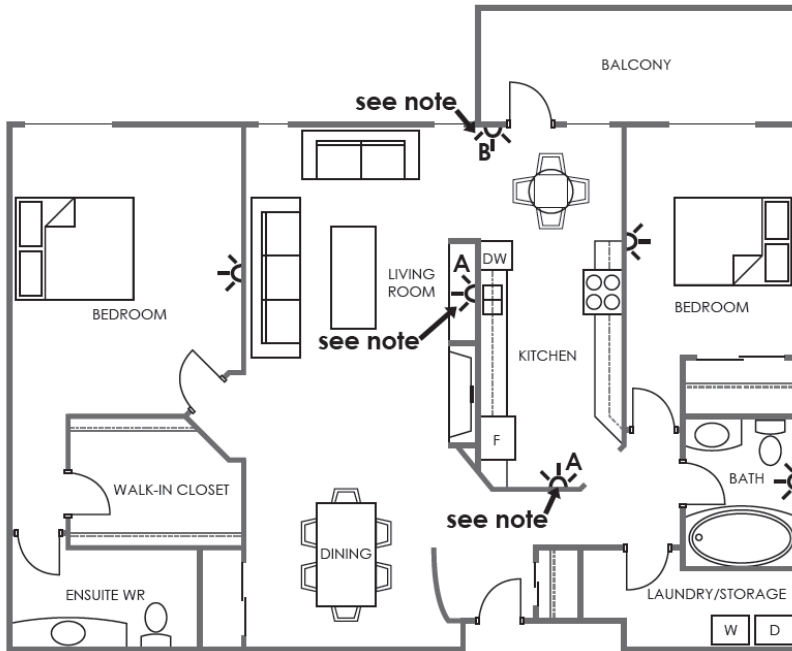 BALCONY
see note
B
A
DW
LIVING
ROOM
BEDROOM
BEDROOM
see note
KITCHEN
F
A
WALK-IN CLOSET
BATH
see note
DINING
ENSUITE WR
LAUNDRY/STORAGE
W
D